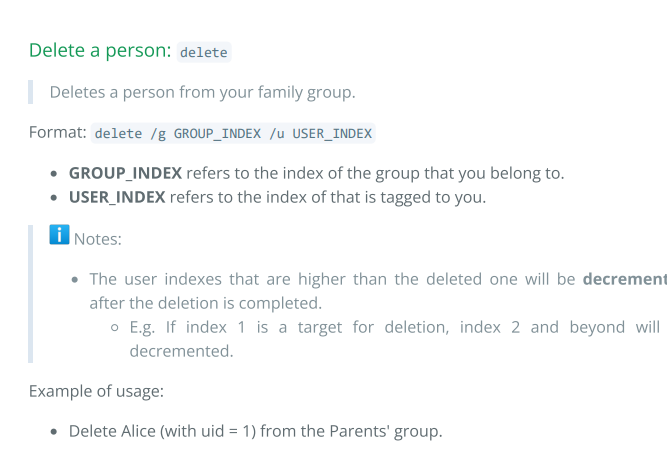 Delete a person: delete
Deletes a person from your family group.
Format: delete /g GROUP_INDEX /u USER_INDEX
GROUP_INDEX refers to the index of the group that you belong to.
USER_INDEX refers to the index of that is tagged to you.
Notes:
The user indexes that are higher than the deleted one will be decrement
after the deletion is completed.
E.g. If index 1 is a target for deletion, index 2 and beyond will
decremented.
Example of usage:
Delete Alice (with uid = 1) from the Parents' group.